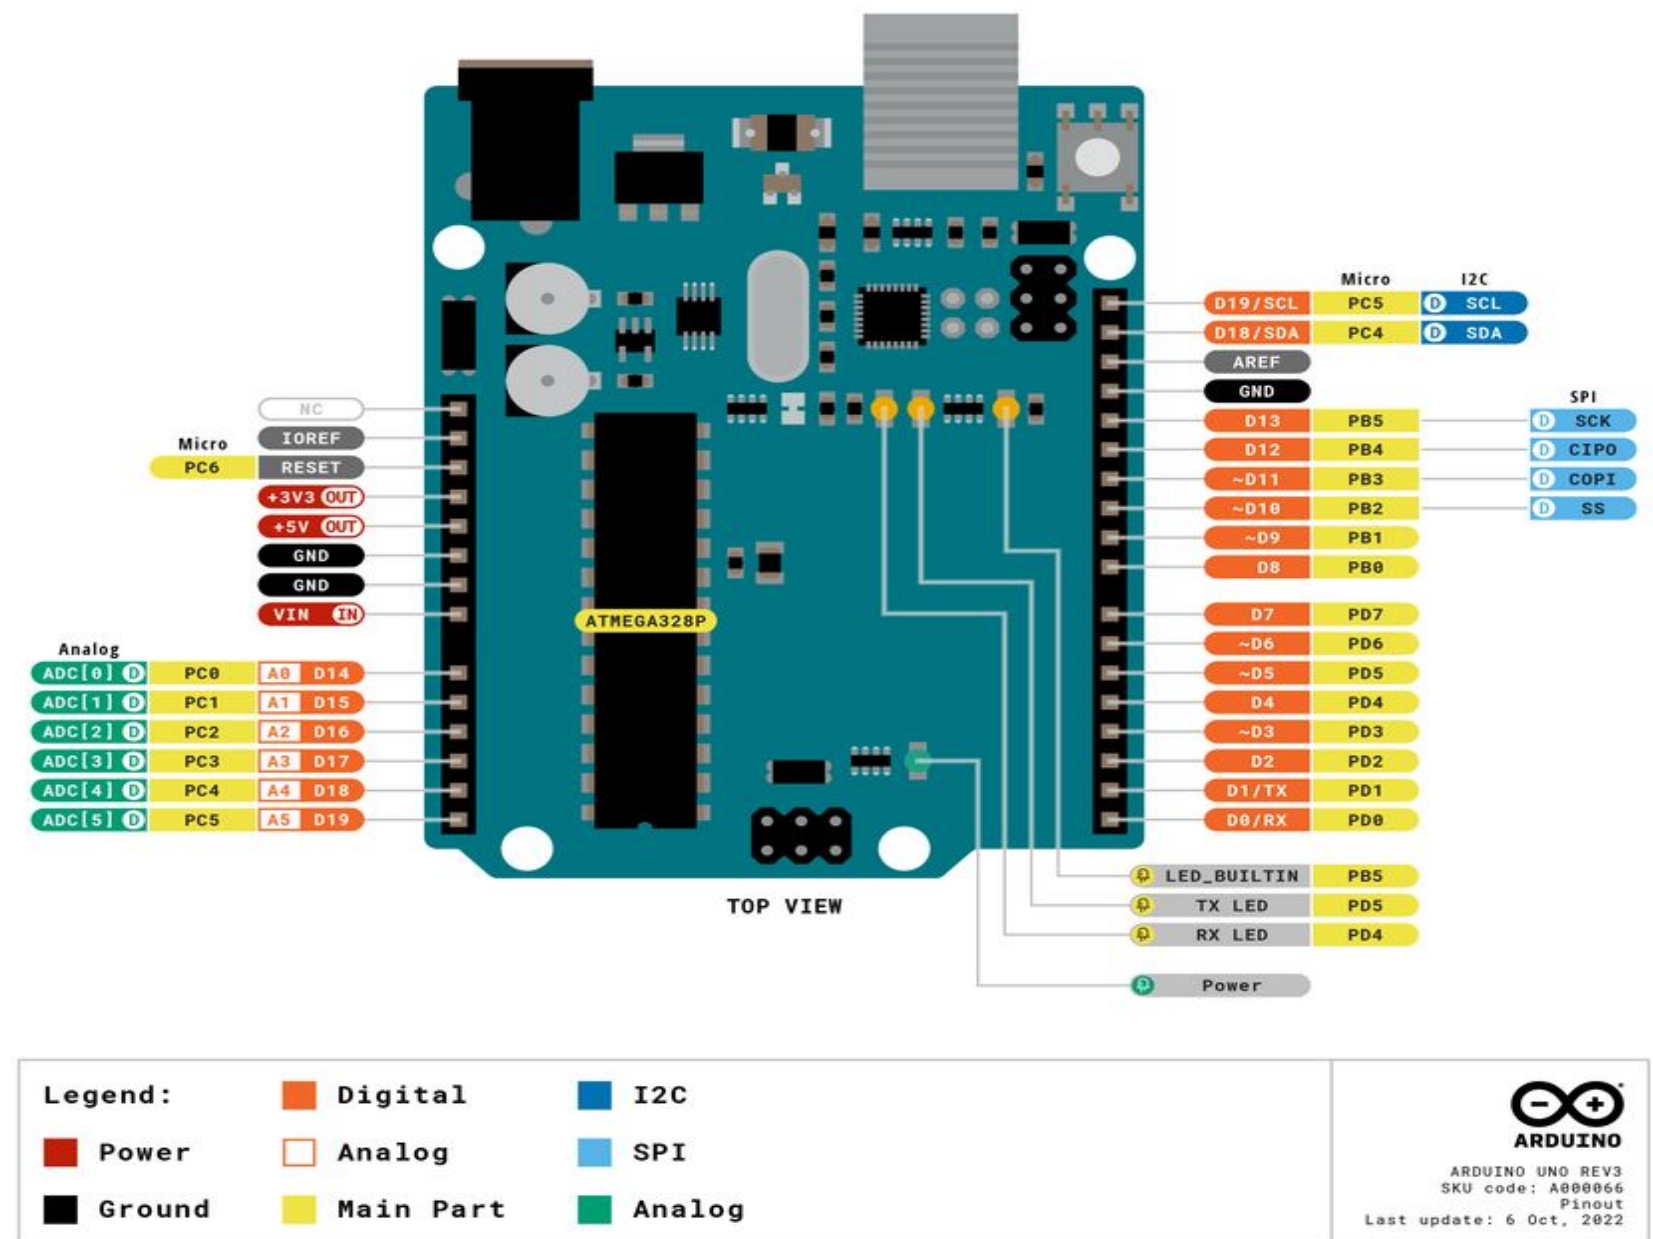 Micro I2C
D19/SCL PC5 D SCL
D18/SDA PC4 D SDA
AREF
GND
SPI
D13 PB5 D SCK
D12 PB4 D CIPO
~D11 PB3 D COPI
~D10 PB2 D SS
~D9 PB1
D8 PB0
D7 PD7
~D6 PD6
~D5 PD5
D4 PD4
~D3 PD3
D2 PD2
D1/TX PD1
D0/RX PD0
NC
IOREF
Micro
PC6 RESET
+3V3 OUT
+5V OUT
GND
GND
VIN IN
Analog
ADC[0] D PC0 A0 D14
ADC[1] D PC1 A1 D15
ADC[2] D PC2 A2 D16
ADC[3] D PC3 A3 D17
ADC[4] D PC4 A4 D18
ADC[5] D PC5 A5 D19
ATMEGA328P
LED_BUILTIN PB5
TX LED PD5
RX LED PD4
Power
TOP VIEW
Legend:
Power
Ground
Digital
Analog
Main Part
I2C
SPI
Analog
ARDUINO
ARDUINO UNO REV3
SKU code: A000066
Pinout
Last update: 6 Oct, 2022